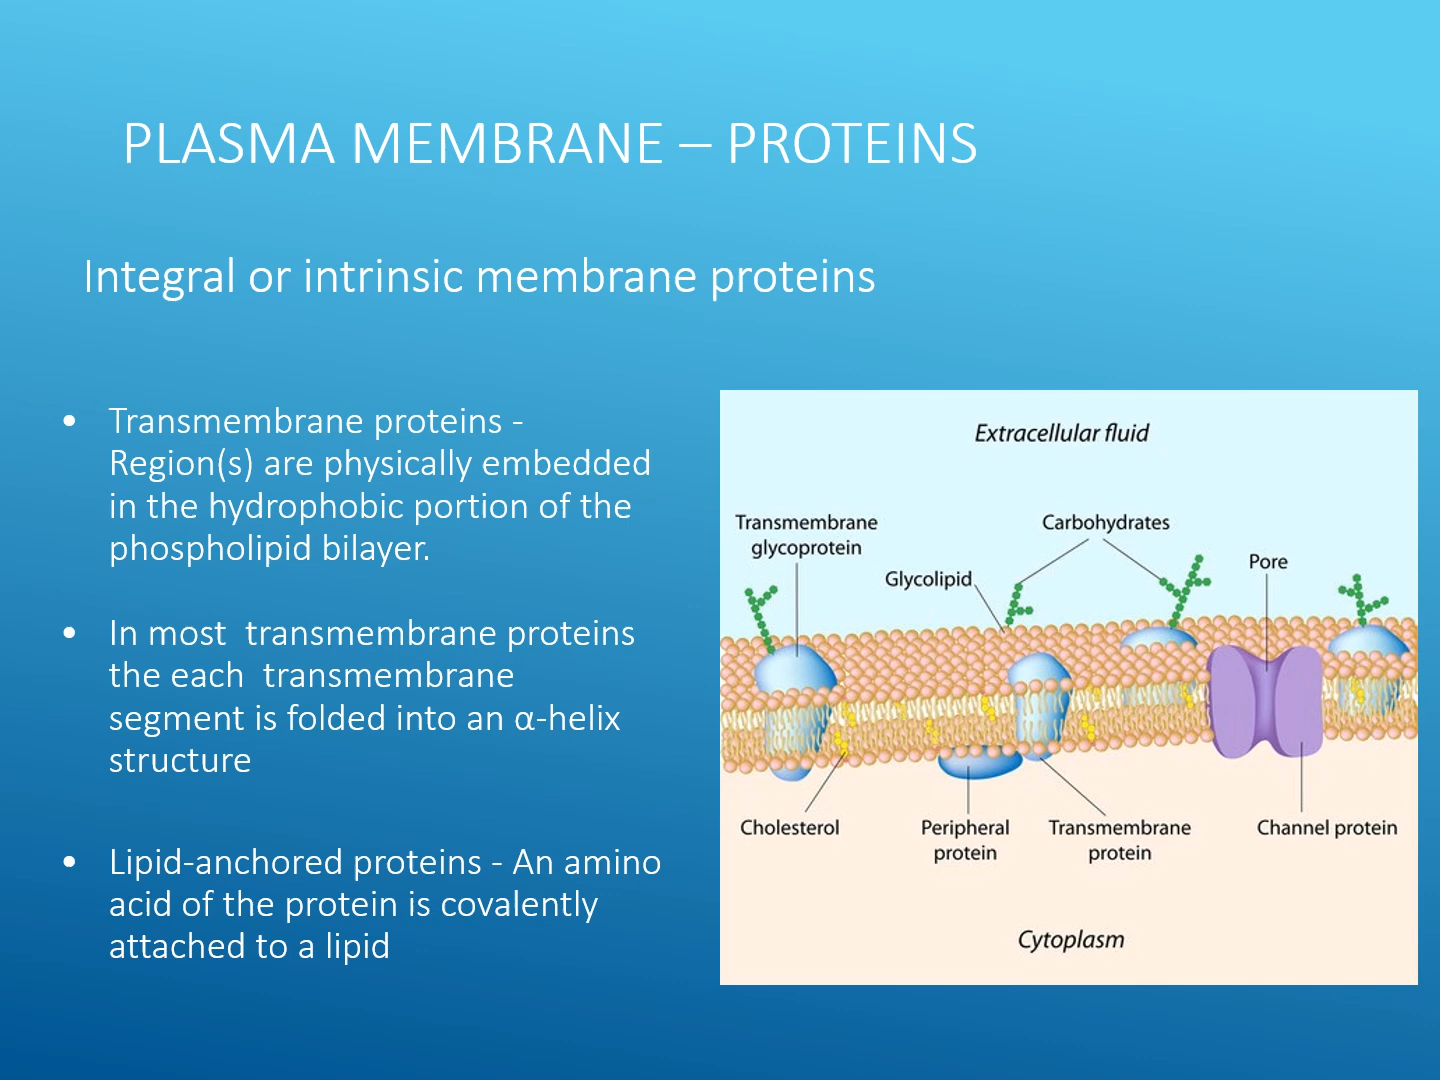 PLASMA MEMBRANE – PROTEINS
Integral or intrinsic membrane proteins
• Transmembrane proteins -
Region(s) are physically embedded
in the hydrophobic portion of the
phospholipid bilayer.
• In most  transmembrane proteins
the each  transmembrane
segment is folded into an α-helix
structure
• Lipid-anchored proteins - An amino
acid of the protein is covalently
attached to a lipid
Extracellular fluid
Transmembrane
glycoprotein
Carbohydrates
Glycolipid
Pore
Cholesterol
Peripheral
protein
Transmembrane
protein
Channel protein
Cytoplasm